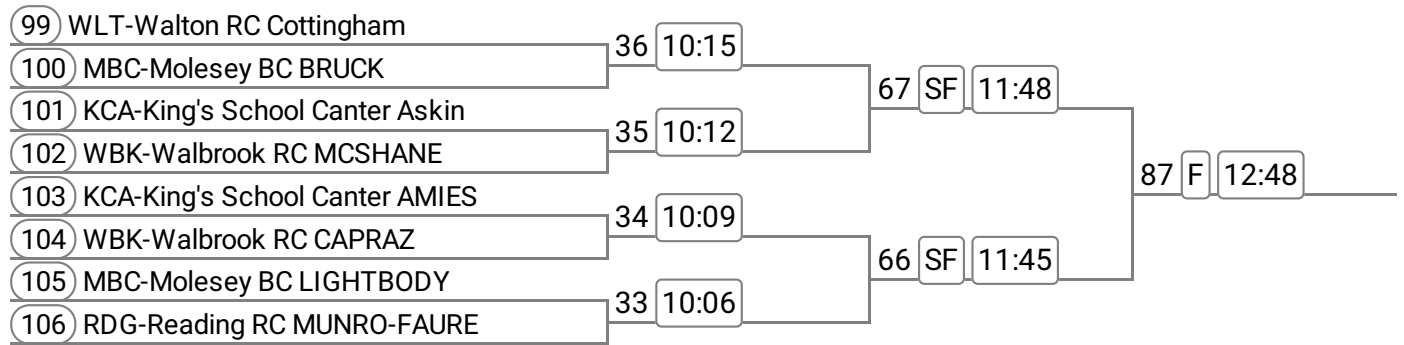 99 WLT-Walton RC Cottingham
36 10:15
100 MBC-Molesey BC BRUCK
67 SF 11:48
101 KCA-King's School Canter Askin
35 10:12
102 WBK-Walbrook RC MCSHANE
87 F 12:48
103 KCA-King's School Canter AMIES
34 10:09
104 WBK-Walbrook RC CAPRAZ
66 SF 11:45
105 MBC-Molesey BC LIGHTBODY
33 10:06
106 RDG-Reading RC MUNRO-FAURE